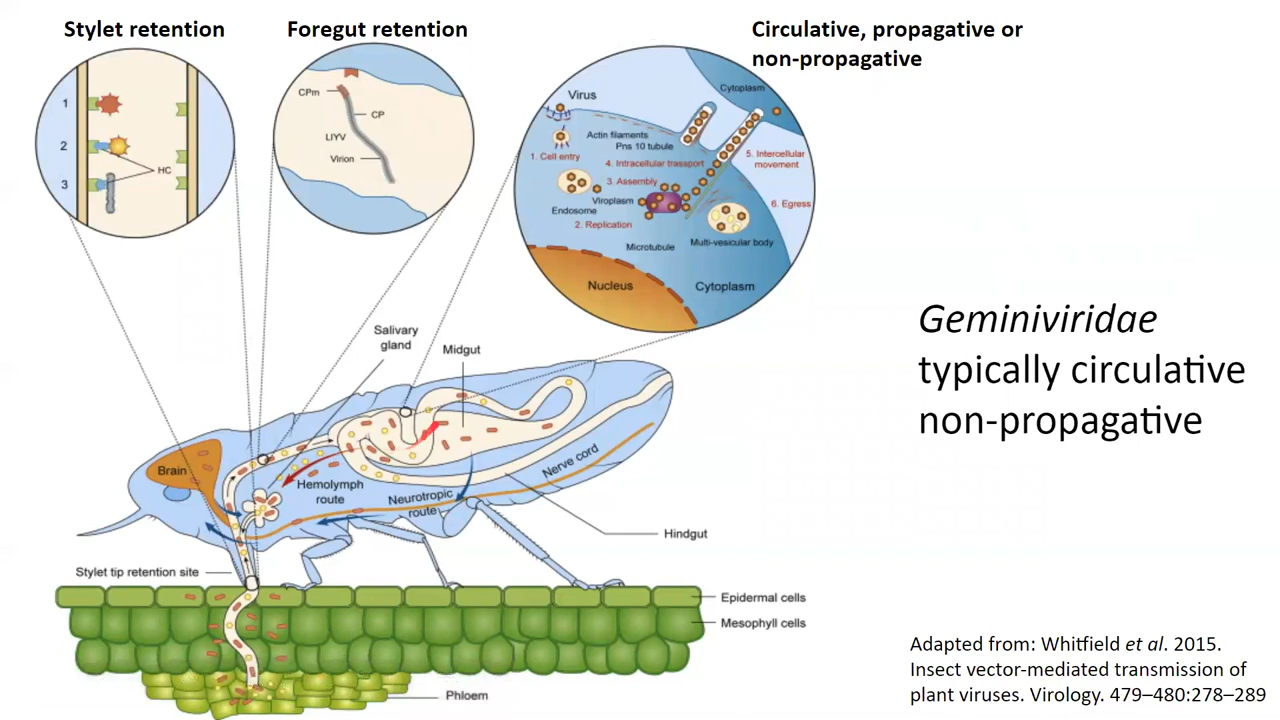 Stylet retention
Foregut retention
Circulative, propagative or
non-propagative
1
2
3
HC
CPm
CP
LIYV
Virion
Virus
Cytoplasm
Actin filaments
Pns 10 tubule
1. Cell entry
4. Intracellular transport
5. Intercellular
movement
3. Assembly
Viroplasm
Endosome
2. Replication
6. Egress
Microtubule
Multi-vesicular body
Nucleus
Cytoplasm
Geminiviridae
typically circulative
non-propagative
Salivary
gland
Midgut
Brain
Hemolymph
route
Neurotropic
route
Nerve cord
Hindgut
Stylet tip retention site
Epidermal cells
Mesophyll cells
Phloem
Adapted from: Whitfield et al. 2015.
Insect vector-mediated transmission of
plant viruses. Virology. 479–480:278–289